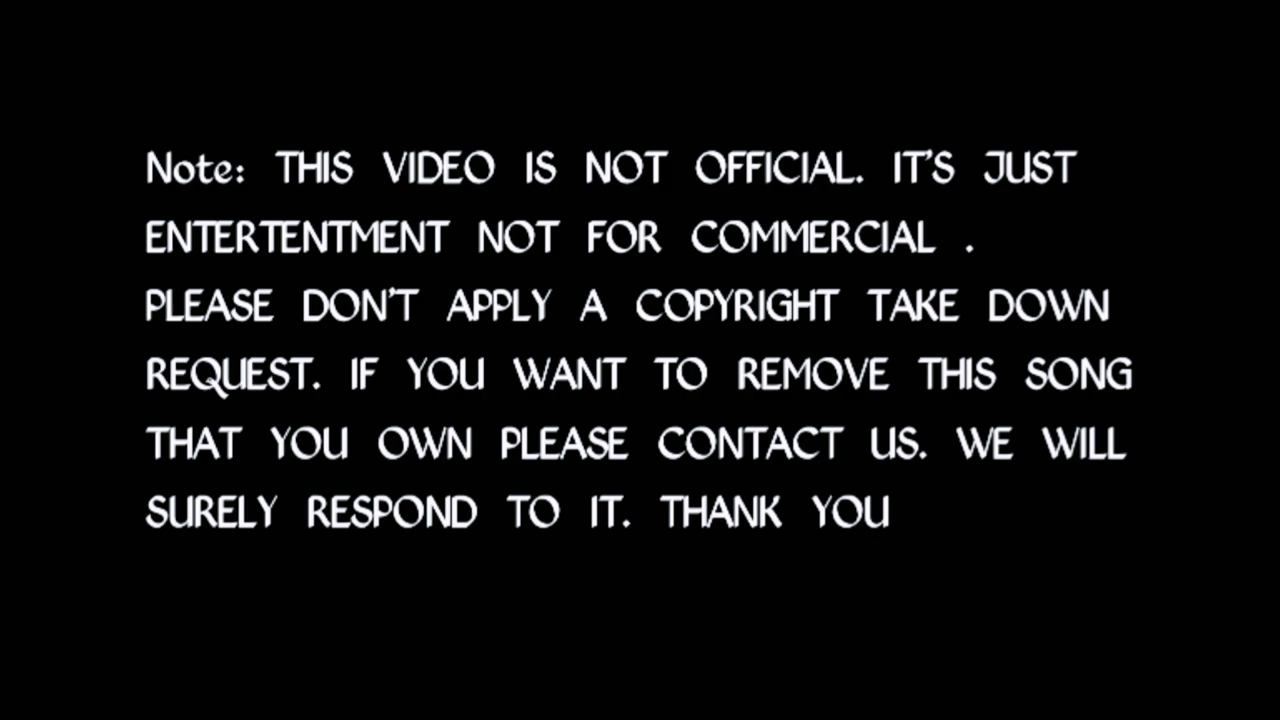 Note: THIS VIDEO IS NOT OFFICIAL. IT'S JUST
ENTERTENTMENT NOT FOR COMMERCIAL .
PLEASE DON'T APPLY A COPYRIGHT TAKE DOWN
REQUEST. IF YOU WANT TO REMOVE THIS SONG
THAT YOU OWN PLEASE CONTACT US. WE WILL
SURELY RESPOND TO IT. THANK YOU